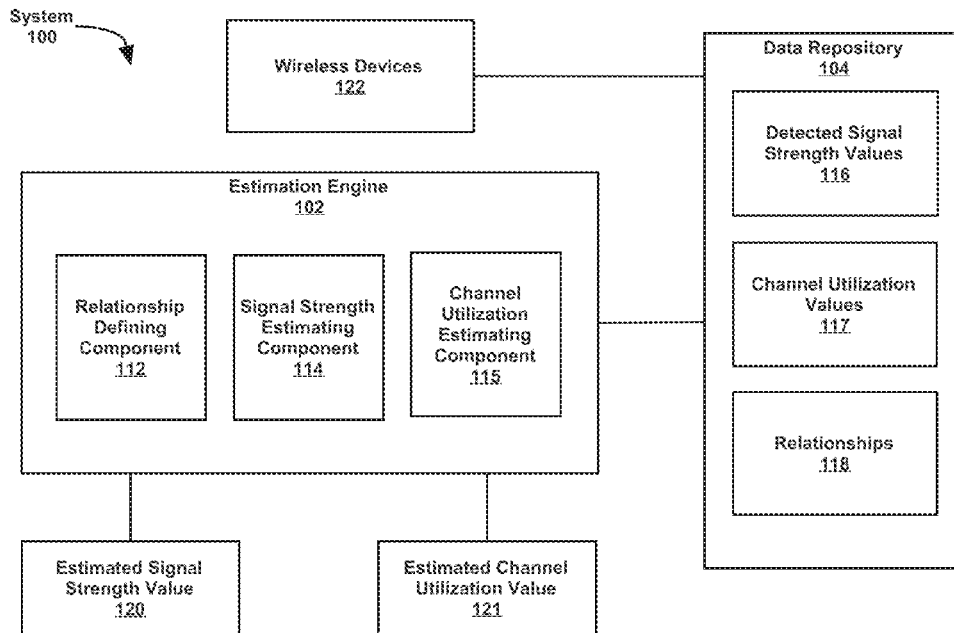 System
100
Wireless Devices
122
Data Repository
104
Detected Signal
Strength Values
116
Channel Utilization
Values
117
Relationships
118
Estimation Engine
102
Relationship
Defining
Component
112
Signal Strength
Estimating
Component
114
Channel
Utilization
Estimating
Component
115
Estimated Signal
Strength Value
120
Estimated Channel
Utilization Value
121